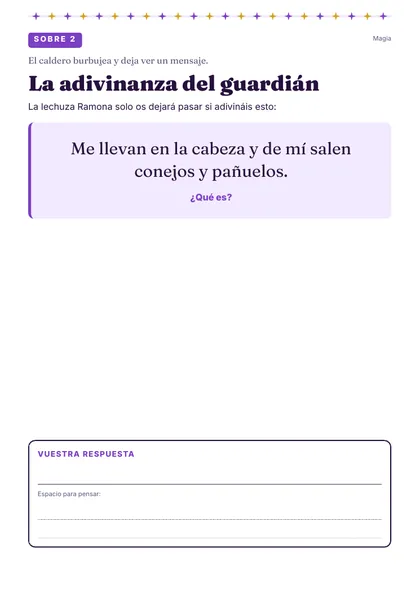 SOBRE 2
Magia
El caldero burbujea y deja ver un mensaje.
La adivinanza del guardián
La lechuza Ramona solo os dejará pasar si adivináis esto:
Me llevan en la cabeza y de mí salen
conejos y pañuelos.
¿Qué es?
VUESTRA RESPUESTA
Espacio para pensar: